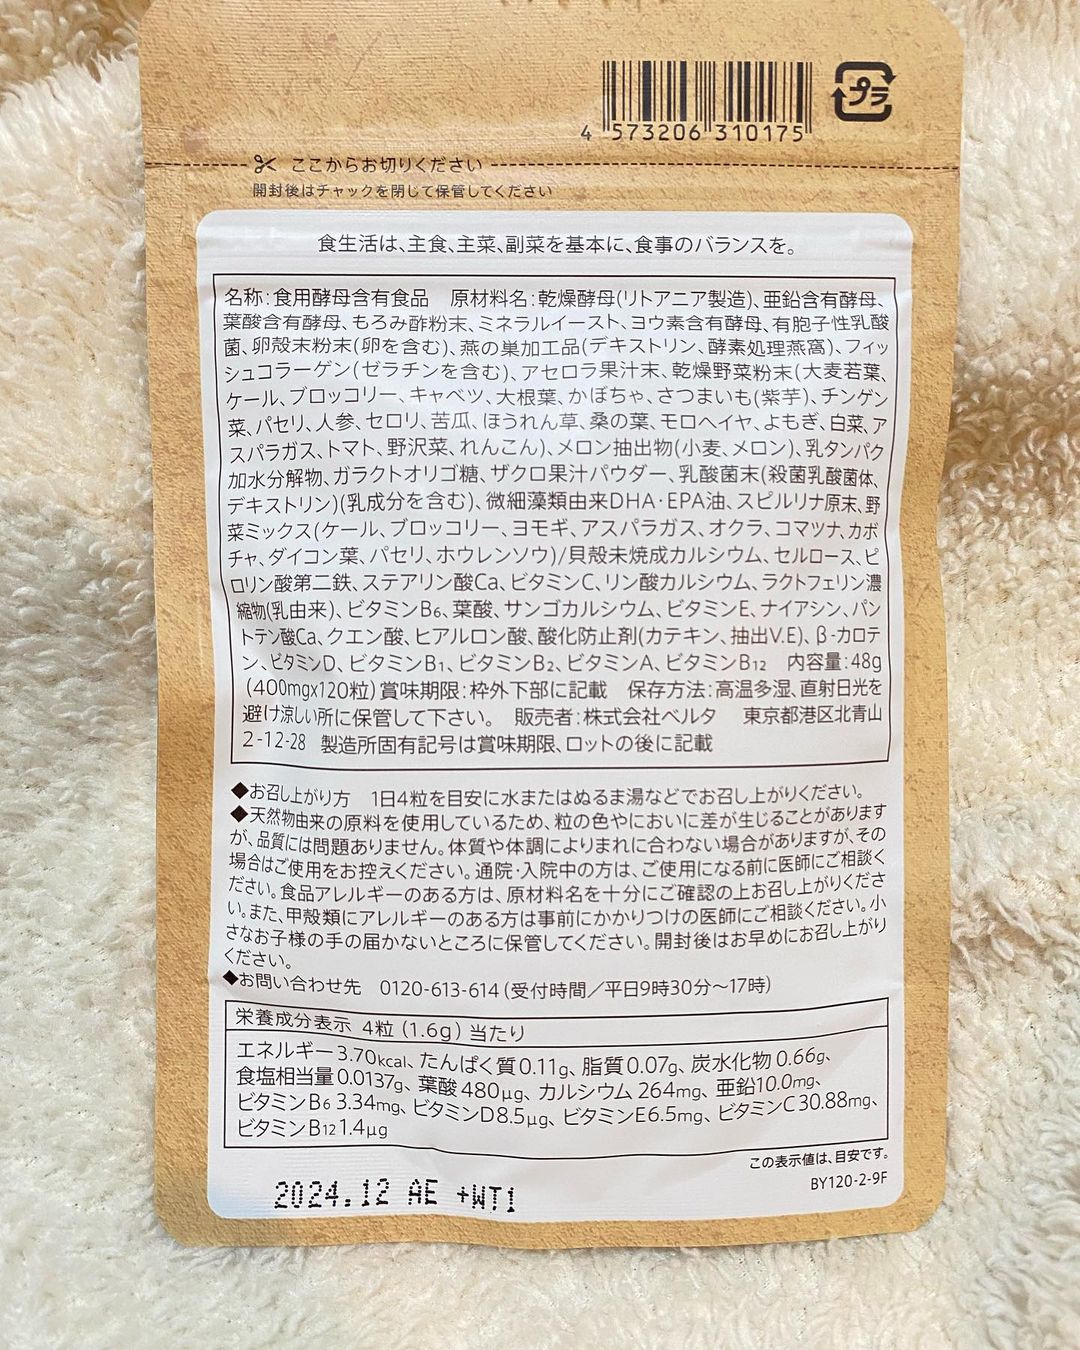 プラ
4 573206 310175
ここからお切りください
開封後はチャックを閉じて保管してください
食生活は、主食、主菜、副菜を基本に、食事のバランスを。
名称：食用酵母含有食品　原材料名：乾燥酵母(リトアニア製造)、亜鉛含有酵母、
葉酸含有酵母、もろみ酢粉末、ミネラルイースト、ヨウ素含有酵母、有胞子性乳酸
菌、卵殻末粉末(卵を含む)、燕の巣加工品(デキストリン、酵素処理燕窩)、フィッ
シュコラーゲン(ゼラチンを含む)、アセロラ果汁末、乾燥野菜粉末(大麦若葉、
ケール、ブロッコリー、キャベツ、大根葉、かぼちゃ、さつまいも(紫芋)、チンゲン
菜、パセリ、人参、セロリ、苦瓜、ほうれん草、桑の葉、モロヘイヤ、よもぎ、白菜、ア
スパラガス、トマト、野沢菜、れんこん)、メロン抽出物(小麦、メロン)、乳タンパク
加水分解物、ガラクトオリゴ糖、ザクロ果汁パウダー、乳酸菌末(殺菌乳酸菌体、
デキストリン)(乳成分を含む)、微細藻類由来DHA・EPA油、スピルリナ原末、野
菜ミックス(ケール、ブロッコリー、ヨモギ、アスパラガス、オクラ、コマツナ、カボ
チャ、ダイコン葉、パセリ、ホウレンソウ)/貝殻未焼成カルシウム、セルロース、ピ
ロリン酸第二鉄、ステアリン酸Ca、ビタミンC、リン酸カルシウム、ラクトフェリン濃
縮物(乳由来)、ビタミンB6、葉酸、サンゴカルシウム、ビタミンE、ナイアシン、パン
トテン酸Ca、クエン酸、ヒアルロン酸、酸化防止剤(カテキン、抽出V.E)、β-カロテ
ン、ビタミンD、ビタミンB1、ビタミンB2、ビタミンA、ビタミンB12　内容量：48g
(400mgx120粒)賞味期限：枠外下部に記載　保存方法：高温多湿、直射日光を
避け涼しい所に保管して下さい。　販売者：株式会社ベルタ　東京都港区北青山
2-12-28　製造所固有記号は賞味期限、ロットの後に記載
◆お召し上がり方　1日4粒を目安に水またはぬるま湯などでお召し上がりください。
◆天然物由来の原料を使用しているため、粒の色やにおいに差が生じることがあります
が、品質には問題ありません。体質や体調によりまれに合わない場合がありますが、その
場合はご使用をお控えください。通院・入院中の方は、ご使用になる前に医師にご相談く
ださい。食品アレルギーのある方は、原材料名を十分にご確認の上お召し上がりくださ
い。また、甲殻類にアレルギーのある方は事前にかかりつけの医師にご相談ください。小
さなお子様の手の届かないところに保管してください。開封後はお早めにお召し上がり
ください。
◆お問い合わせ先　0120-613-614(受付時間／平日9時30分〜17時)
栄養成分表示　4粒(1.6g)当たり
エネルギー3.70kcal、たんぱく質0.11g、脂質0.07g、炭水化物0.66g、
食塩相当量0.0137g、葉酸480μg、カルシウム264mg、亜鉛10.0mg、
ビタミンB6 3.34mg、ビタミンD8.5μg、ビタミンE6.5mg、ビタミンC30.88mg、
ビタミンB12 1.4μg
この表示値は、目安です。
BY120-2-9F
2024.12 AE +WT1